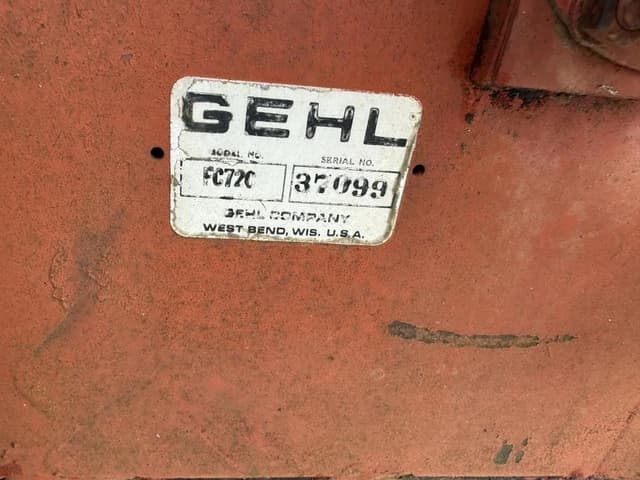 GEHL
MODEL NO.
SERIAL NO.
FC72C
37099
GEHL COMPANY
WEST BEND, WIS. U.S.A.